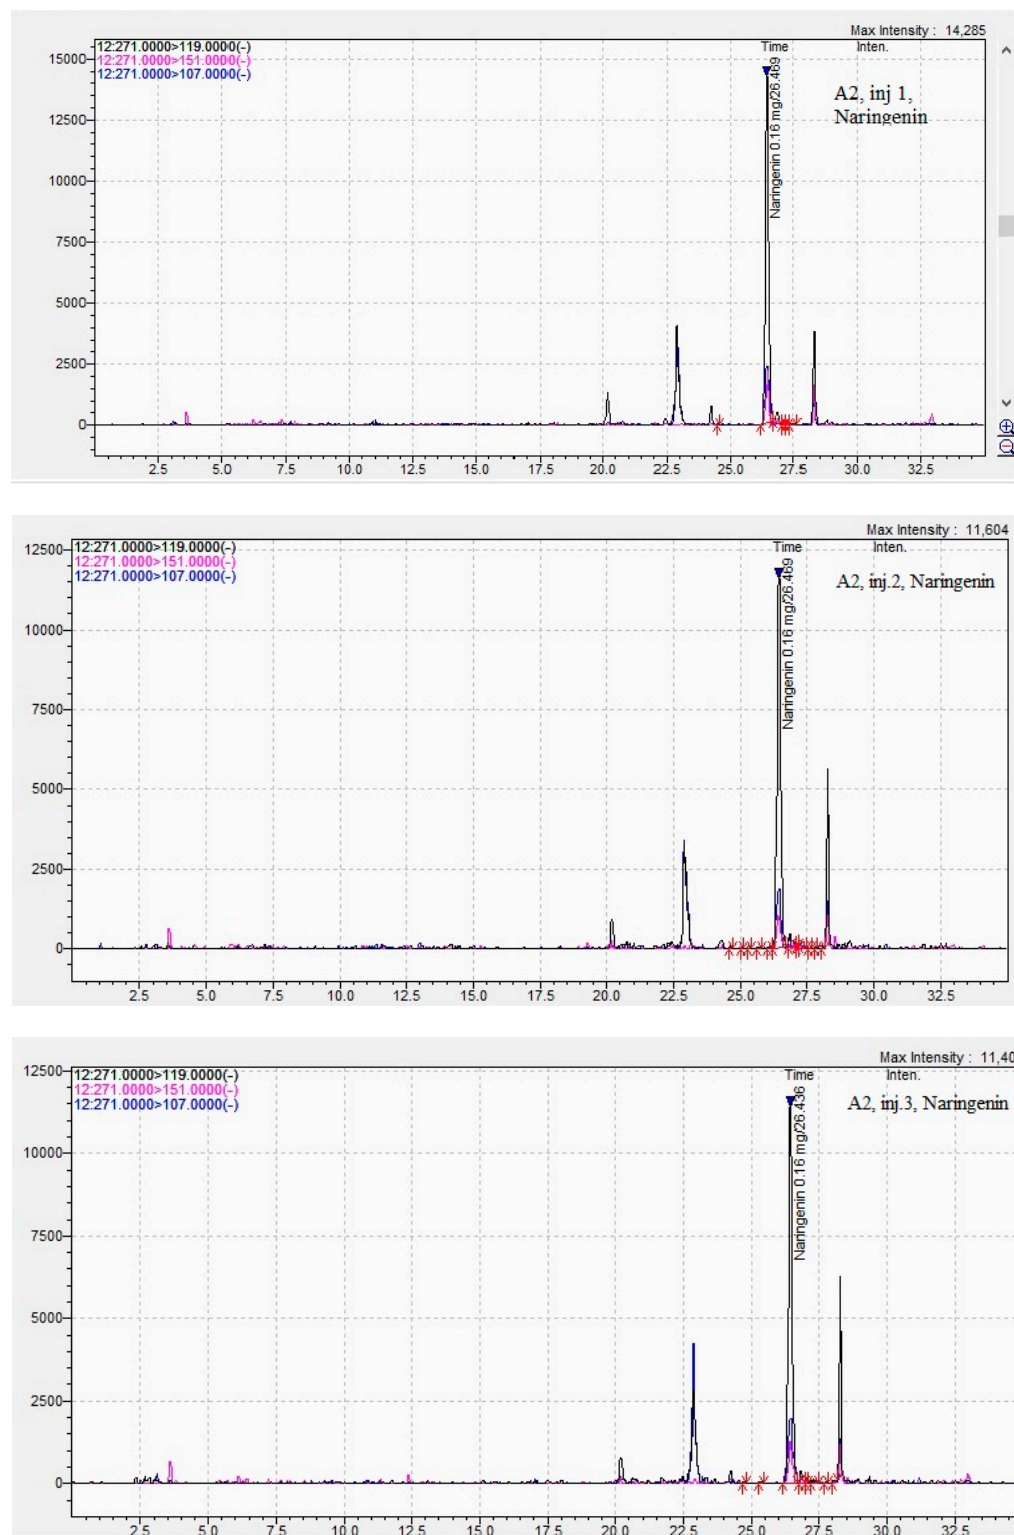 Max Intensity : 14,285
12:271.0000>119.0000(-)
Time Inten.
12:271.0000>151.0000(-)
12:271.0000>107.0000(-)
A2, inj 1,
Naringenin
Naringenin 0.16 mg/26.469
15000
12500
10000
7500
5000
2500
0
2.5 5.0 7.5 10.0 12.5 15.0 17.5 20.0 22.5 25.0 27.5 30.0 32.5
Max Intensity : 11,604
12:271.0000>119.0000(-)
Time Inten.
12:271.0000>151.0000(-)
12:271.0000>107.0000(-)
A2, inj.2, Naringenin
Naringenin 0.16 mg/26.469
12500
10000
7500
5000
2500
0
2.5 5.0 7.5 10.0 12.5 15.0 17.5 20.0 22.5 25.0 27.5 30.0 32.5
Max Intensity : 11,40
12:271.0000>119.0000(-)
Time Inten.
12:271.0000>151.0000(-)
12:271.0000>107.0000(-)
A2, inj.3, Naringenin
Naringenin 0.16 mg/26.436
12500
10000
7500
5000
2500
0
2.5 5.0 7.5 10.0 12.5 15.0 17.5 20.0 22.5 25.0 27.5 30.0 32.5